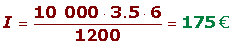 I = 10 000 · 3.5 · 6 / 1200 = 175 €